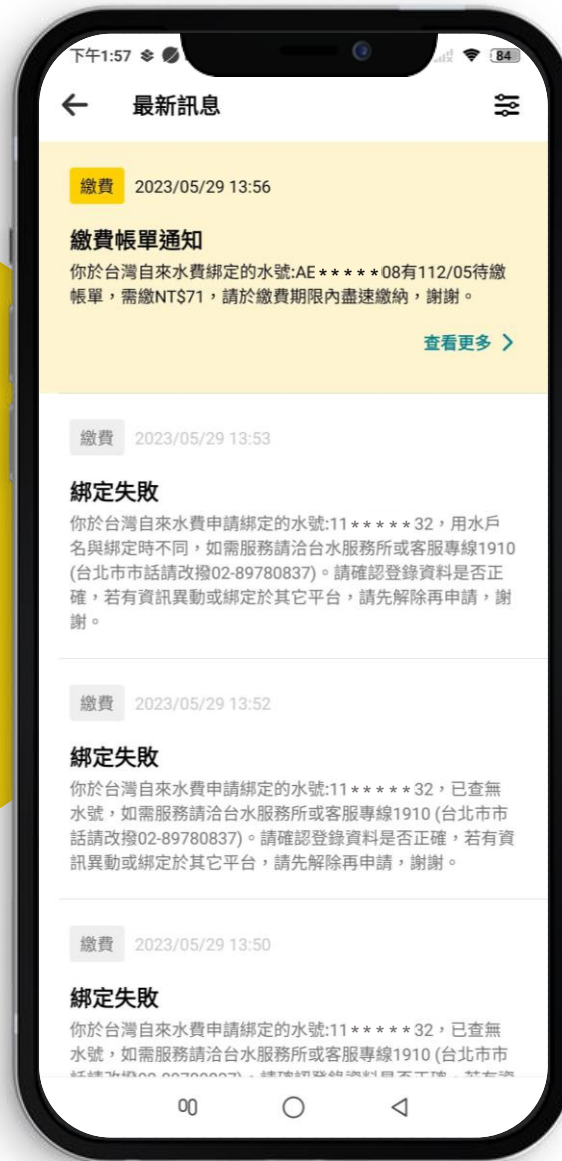 下午1:57
84
最新訊息
繳費 2023/05/29 13:56
繳費帳單通知
你於台灣自來水費綁定的水號:AE＊＊＊＊＊08有112/05待繳
帳單，需繳NT$71，請於繳費期限內盡速繳納，謝謝。
查看更多
繳費 2023/05/29 13:53
綁定失敗
你於台灣自來水費申請綁定的水號:11＊＊＊＊＊32，用水戶
名與綁定時不同，如需服務請洽台水服務所或客服專線1910
(台北市市話請改撥02-89780837)。請確認登錄資料是否正
確，若有資訊異動或綁定於其它平台，請先解除再申請，謝
謝。
繳費 2023/05/29 13:52
綁定失敗
你於台灣自來水費申請綁定的水號:11＊＊＊＊＊32，已查無
水號，如需服務請洽台水服務所或客服專線1910 (台北市市
話請改撥02-89780837)。請確認登錄資料是否正確，若有資
訊異動或綁定於其它平台，請先解除再申請，謝謝。
繳費 2023/05/29 13:50
綁定失敗
你於台灣自來水費申請綁定的水號:11＊＊＊＊＊32，已查無
水號，如需服務請洽台水服務所或客服專線1910 (台北市市